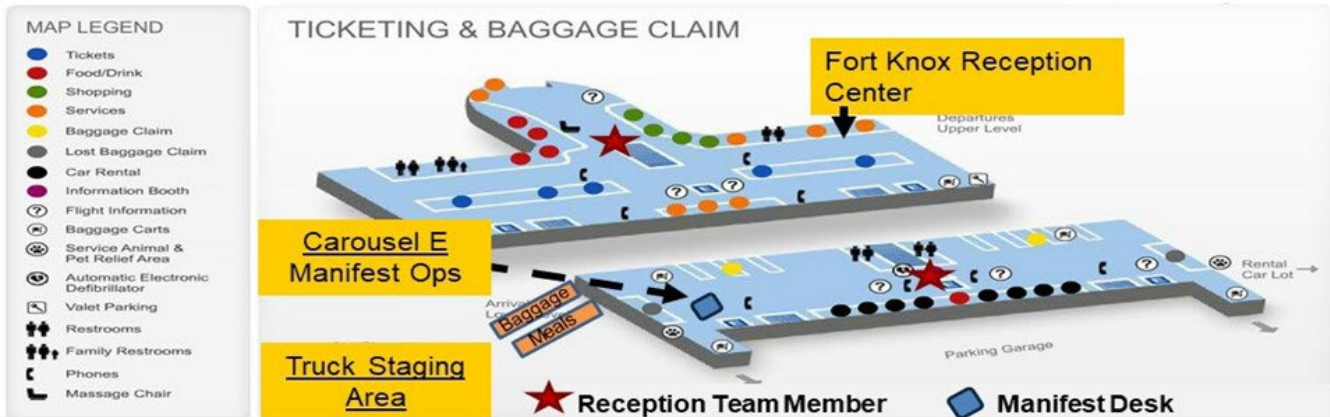 MAP LEGEND
Tickets
Food/Drink
Shopping
Services
Baggage Claim
Lost Baggage Claim
Car Rental
Information Booth
? Flight Information
Baggage Carts
Service Animal &
Pet Relief Area
Automatic Electronic
Defibrillator
Valet Parking
Restrooms
Family Restrooms
Phones
Massage Chair
TICKETING & BAGGAGE CLAIM
Fort Knox Reception
Center
Departures
Upper Level
Carousel E
Manifest Ops
Baggage
Meals
Rental
Car Lot
Parking Garage
Truck Staging
Area
Reception Team Member
Manifest Desk